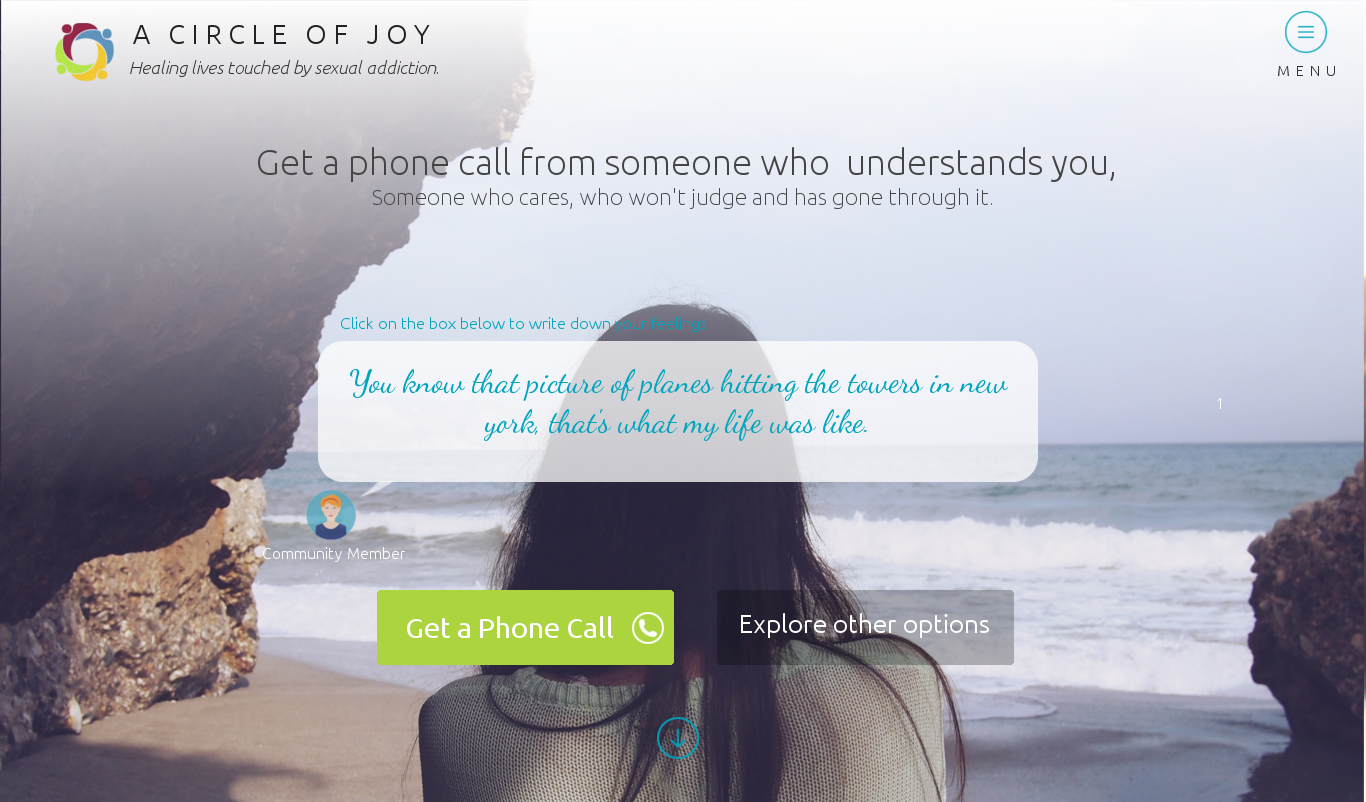 A CIRCLE OF JOY
Healing lives touched by sexual addiction.
MENU
Get a phone call from someone who understands you,
Someone who cares, who won't judge and has gone through it.
Click on the box below to write down your feelings
You know that picture of planes hitting the towers in new
york, that's what my life was like.
1
Community Member
Get a Phone Call
Explore other options